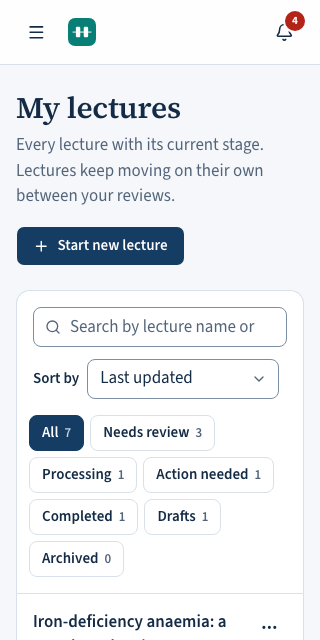 4
My lectures
Every lecture with its current stage.
Lectures keep moving on their own
between your reviews.
Start new lecture
Search by lecture name or
Sort by Last updated
All 7 Needs review 3
Processing 1 Action needed 1
Completed 1 Drafts 1
Archived 0
Iron-deficiency anaemia: a